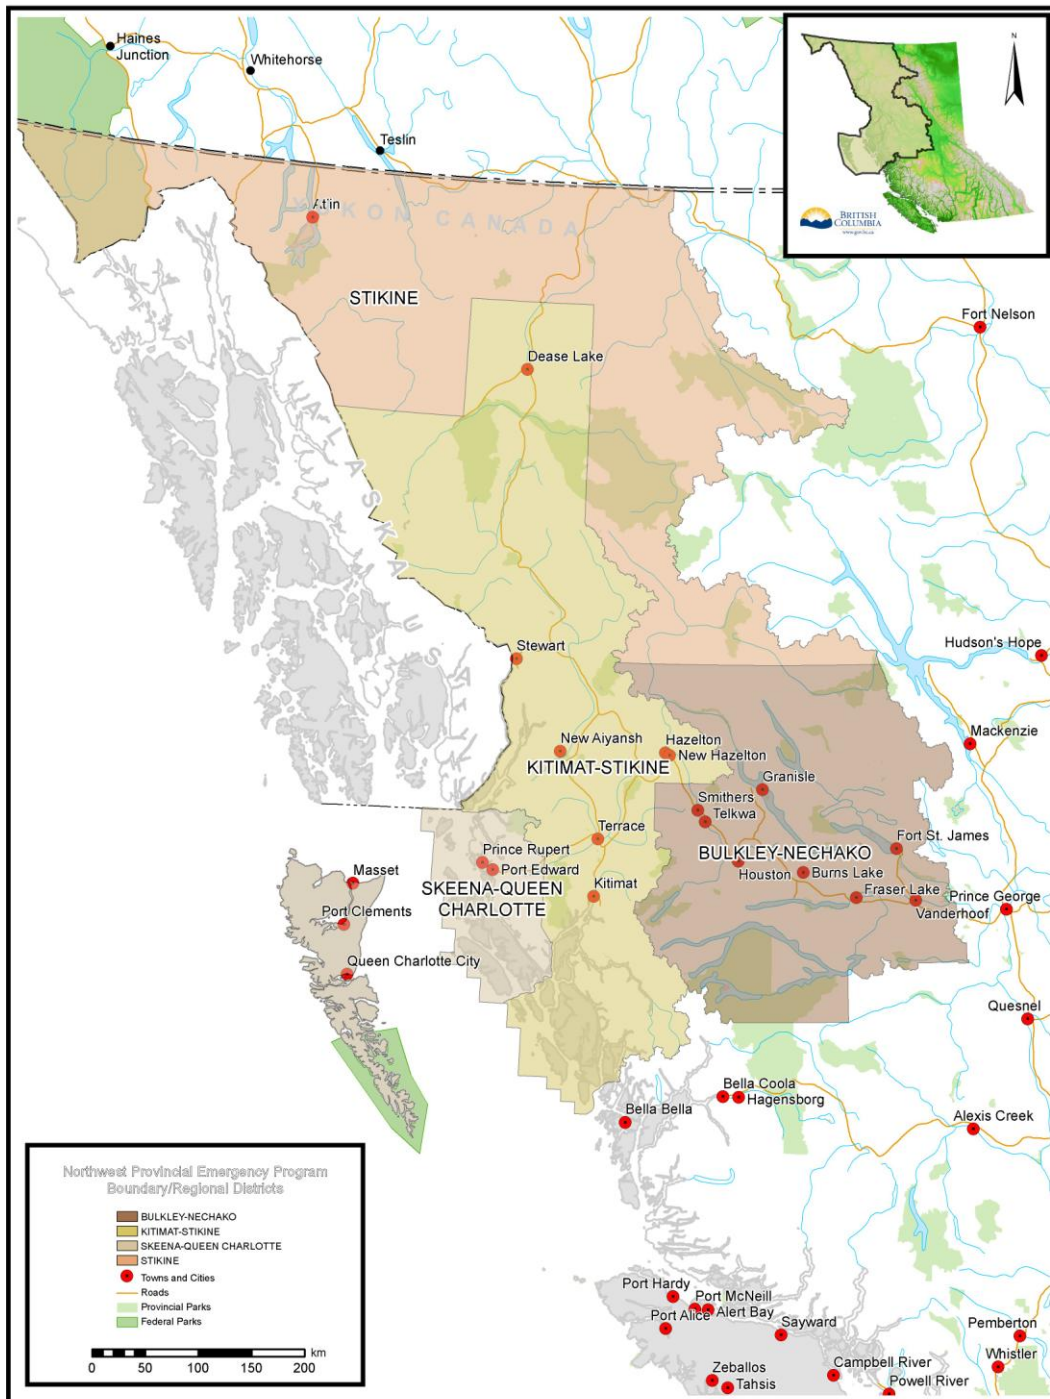 Haines
Junction
Whitehorse
Teslin
N
BRITISH
COLUMBIA
www.gov.bc.ca
Atlin
YUKON CANADA
STIKINE
Fort Nelson
Dease Lake
ALASKA USA
Hudson's Hope
Stewart
Mackenzie
New Aiyansh
Hazelton
New Hazelton
KITIMAT-STIKINE
Granisle
Smithers
Telkwa
Terrace
Fort St. James
BULKLEY-NECHAKO
Prince Rupert
Port Edward
Houston
Burns Lake
Masset
SKEENA-QUEEN
CHARLOTTE
Kitimat
Fraser Lake
Prince George
Vanderhoof
Port Clements
Queen Charlotte City
Quesnel
Bella Coola
Hagensborg
Bella Bella
Alexis Creek
Northwest Provincial Emergency Program
Boundary/Regional Districts
BULKLEY-NECHAKO
KITIMAT-STIKINE
SKEENA-QUEEN CHARLOTTE
STIKINE
Towns and Cities
Roads
Provincial Parks
Federal Parks
km
0 50 100 150 200
Port Hardy
Port McNeill
Port Alice
Alert Bay
Sayward
Pemberton
Whistler
Zeballos
Tahsis
Campbell River
Powell River